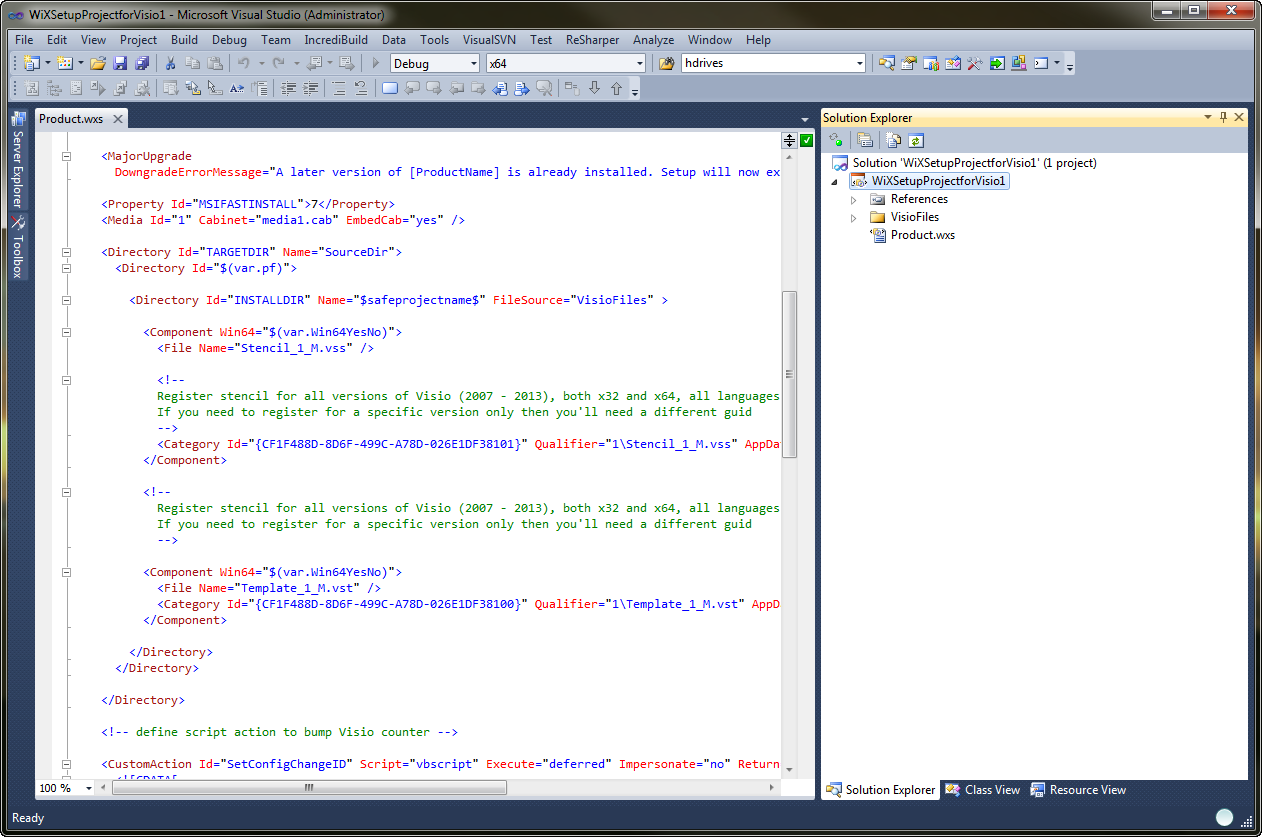 WiXSetupProjectforVisio1 - Microsoft Visual Studio (Administrator)
File Edit View Project Build Debug Team IncrediBuild Data Tools VisualSVN Test ReSharper Analyze Window Help
Debug x64 hdrives
Server Explorer
Toolbox
Product.wxs
<MajorUpgrade
DowngradeErrorMessage="A later version of [ProductName] is already installed. Setup will now ex
<Property Id="MSIFASTINSTALL">7</Property>
<Media Id="1" Cabinet="media1.cab" EmbedCab="yes" />
<Directory Id="TARGETDIR" Name="SourceDir">
<Directory Id="$(var.pf)">
<Directory Id="INSTALLDIR" Name="$safeprojectname$" FileSource="VisioFiles" >
<Component Win64="$(var.Win64YesNo)">
<File Name="Stencil_1_M.vss" />
<!--
Register stencil for all versions of Visio (2007 - 2013), both x32 and x64, all languages
If you need to register for a specific version only then you'll need a different guid
-->
<Category Id="{CF1F488D-8D6F-499C-A78D-026E1DF38101}" Qualifier="1\Stencil_1_M.vss" AppDa
</Component>
<!--
Register stencil for all versions of Visio (2007 - 2013), both x32 and x64, all languages
If you need to register for a specific version only then you'll need a different guid
-->
<Component Win64="$(var.Win64YesNo)">
<File Name="Template_1_M.vst" />
<Category Id="{CF1F488D-8D6F-499C-A78D-026E1DF38100}" Qualifier="1\Template_1_M.vst" AppD
</Component>
</Directory>
</Directory>
</Directory>
<!-- define script action to bump Visio counter -->
<CustomAction Id="SetConfigChangeID" Script="vbscript" Execute="deferred" Impersonate="no" Return
<![CDATA[
100 %
Solution Explorer
Solution 'WiXSetupProjectforVisio1' (1 project)
WiXSetupProjectforVisio1
References
VisioFiles
Product.wxs
Solution Explorer Class View Resource View
Ready